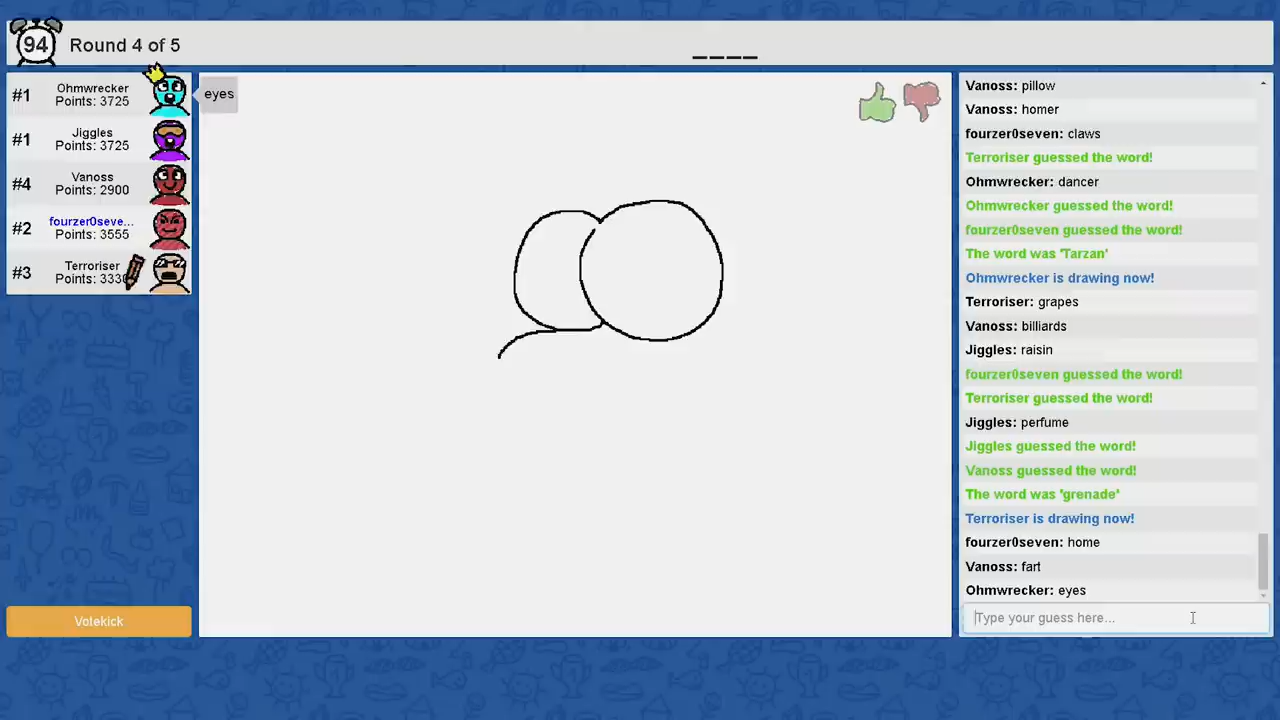 94
Round 4 of 5
____
#1
Ohmwrecker
Points: 3725
eyes
#1
Jiggles
Points: 3725
#4
Vanoss
Points: 2900
#2
fourzer0seve...
Points: 3555
#3
Terroriser
Points: 3330
Votekick
Vanoss: pillow
Vanoss: homer
fourzer0seven: claws
Terroriser guessed the word!
Ohmwrecker: dancer
Ohmwrecker guessed the word!
fourzer0seven guessed the word!
The word was 'Tarzan'
Ohmwrecker is drawing now!
Terroriser: grapes
Vanoss: billiards
Jiggles: raisin
fourzer0seven guessed the word!
Terroriser guessed the word!
Jiggles: perfume
Jiggles guessed the word!
Vanoss guessed the word!
The word was 'grenade'
Terroriser is drawing now!
fourzer0seven: home
Vanoss: fart
Ohmwrecker: eyes
Type your guess here...